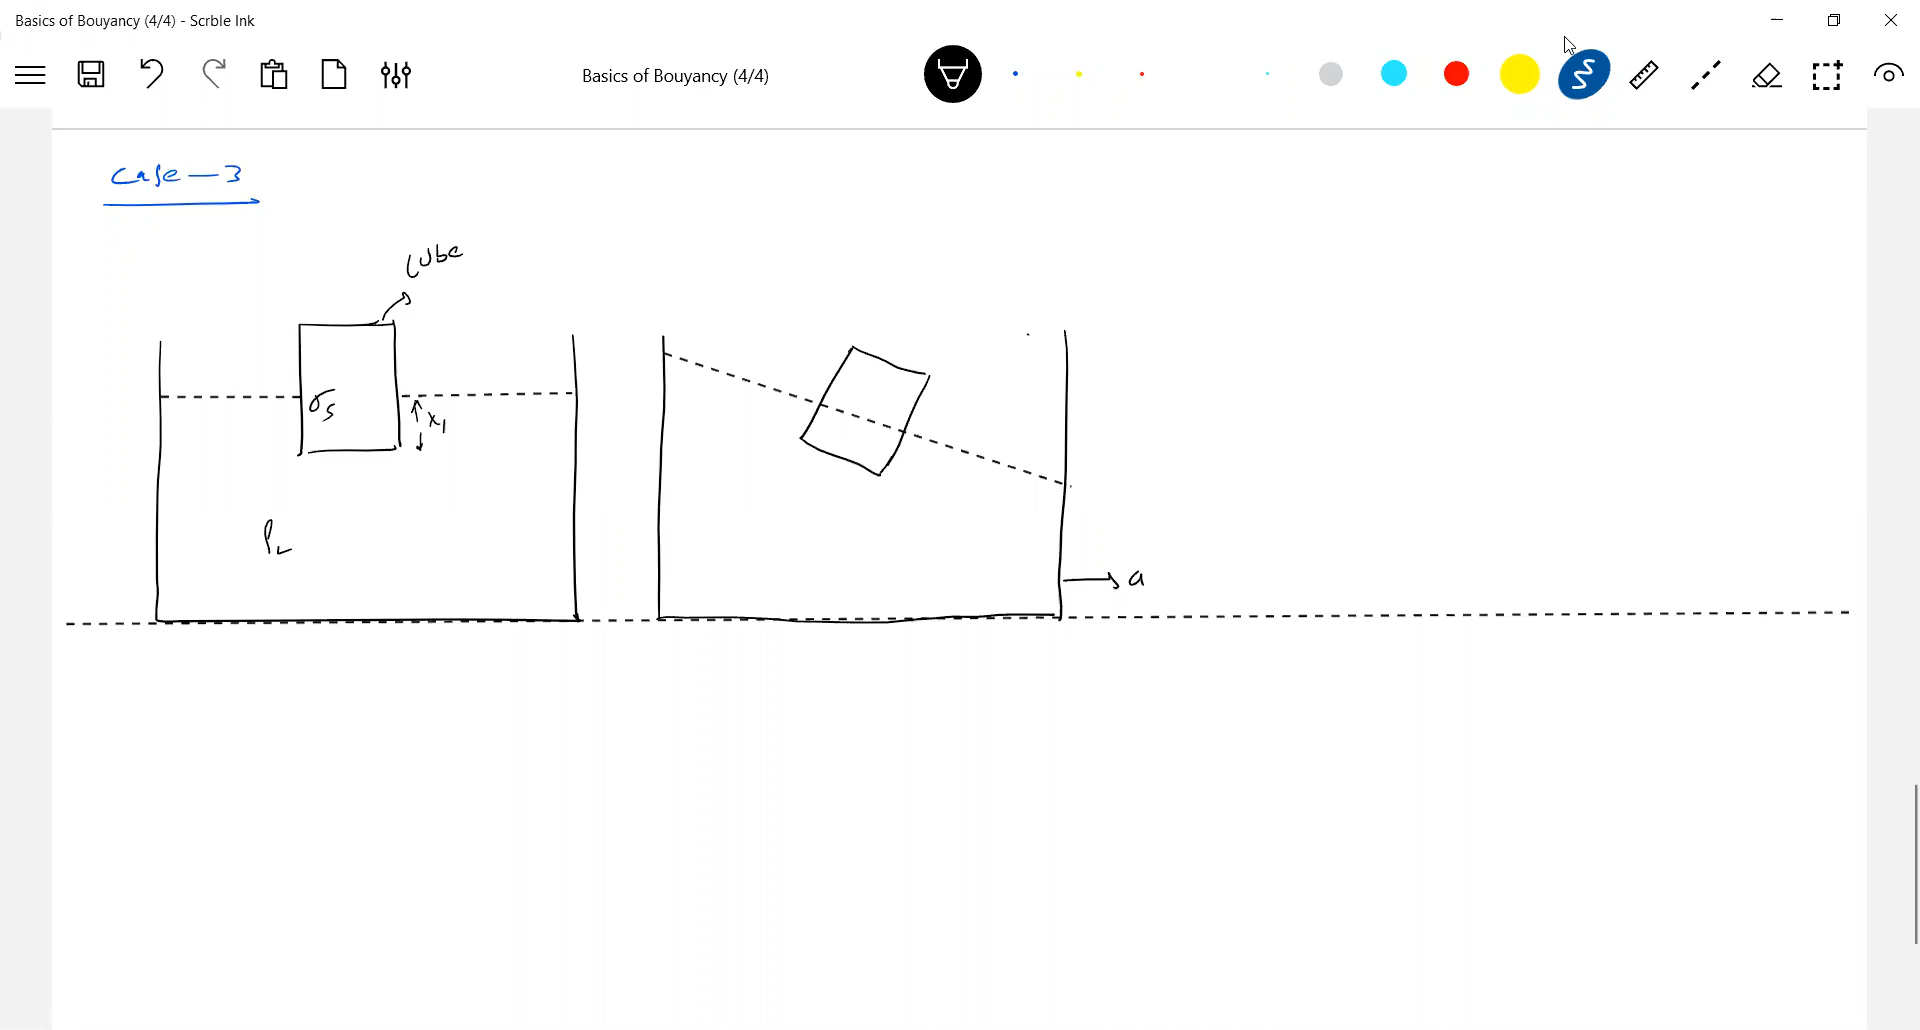 Basics of Bouyancy (4/4) - Scrble Ink
Basics of Bouyancy (4/4)
Case - 3
Cube
σs
x1
ρL
a